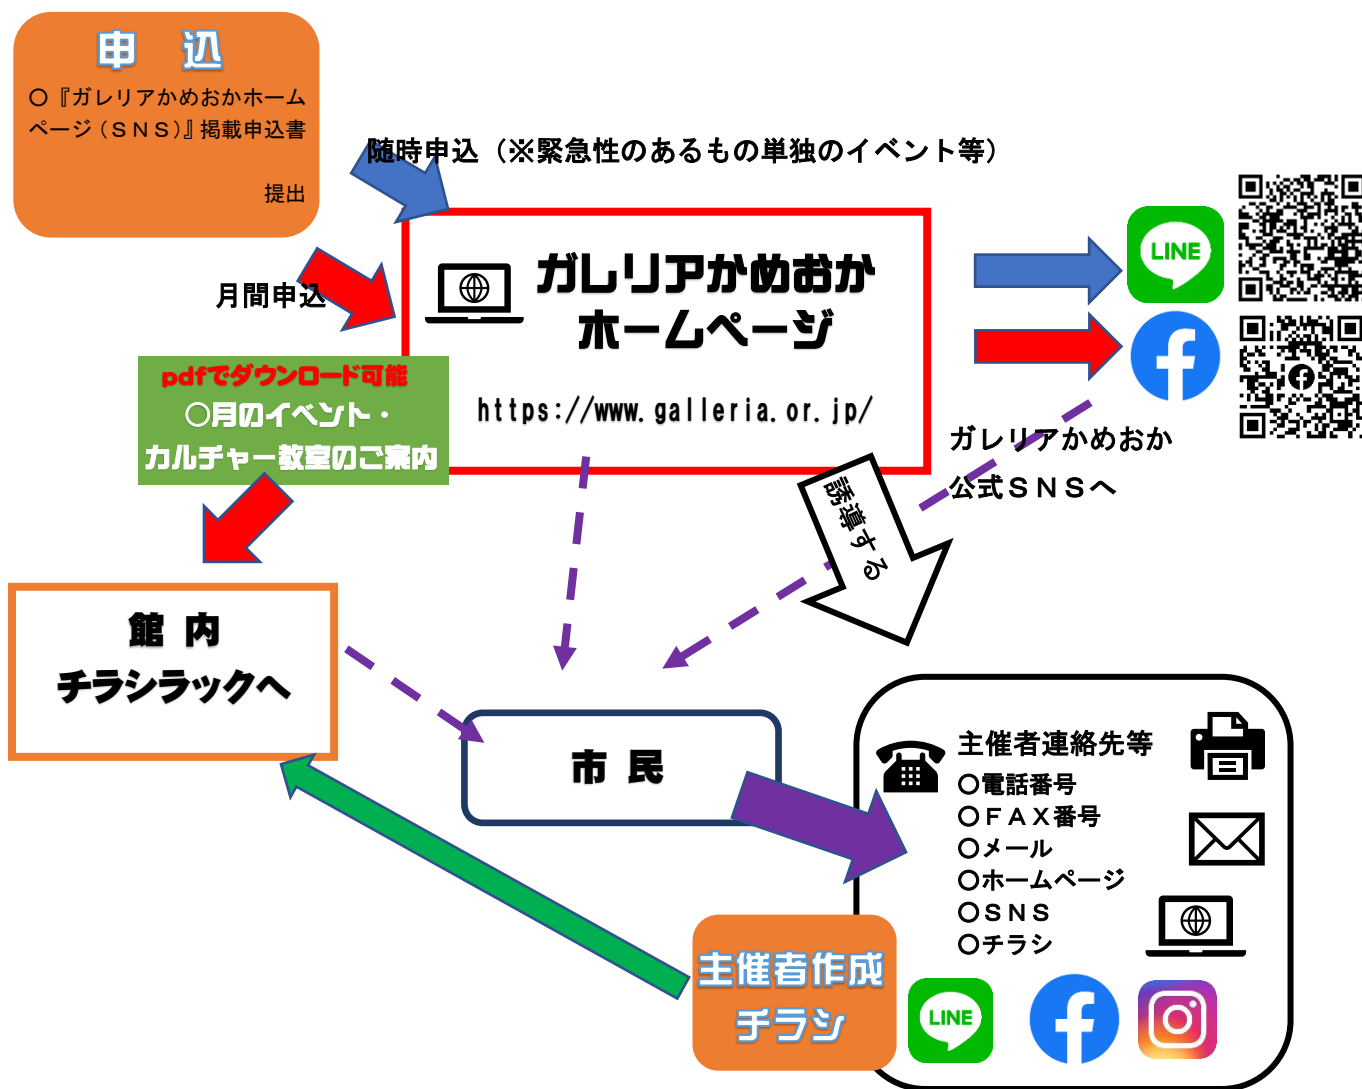 申 込
〇『ガレリアかめおかホーム
ページ（ＳＮＳ）』掲載申込書
提出
随時申込（※緊急性のあるもの単独のイベント等）
月間申込
ガレリアかめおか
ホームページ
https://www.galleria.or.jp/
LINE
pdfでダウンロード可能
〇月のイベント・
カルチャー教室のご案内
ガレリアかめおか
公式ＳＮＳへ
誘導する
館 内
チラシラックへ
市 民
主催者連絡先等
〇電話番号
〇ＦＡＸ番号
〇メール
〇ホームページ
〇ＳＮＳ
〇チラシ
主催者作成
チラシ
LINE